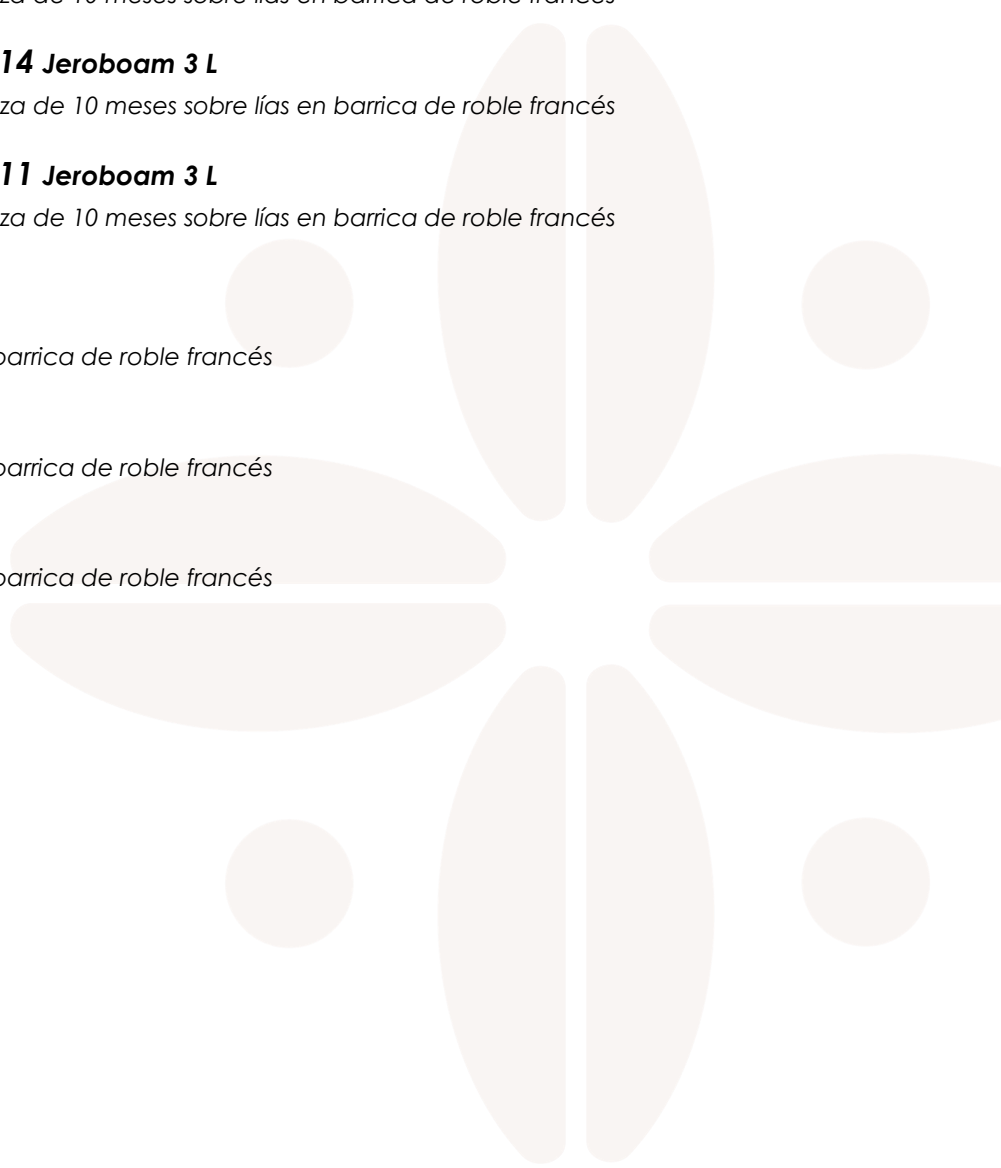 14 Jeroboam 3 L
za de 10 meses sobre lías en barrica de roble francés
11 Jeroboam 3 L
za de 10 meses sobre lías en barrica de roble francés
barrica de roble francés
barrica de roble francés
barrica de roble francés